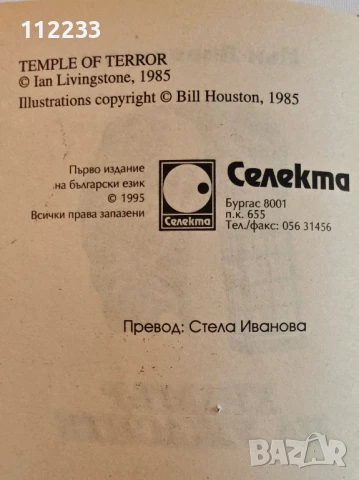 112233
TEMPLE OF TERROR
© Ian Livingstone, 1985
Illustrations copyright © Bill Houston, 1985
Първо издание
на български език
© 1995
Всички права запазени
Селекта
Селекта
Бургас 8001
п.к. 655
Тел./факс: 056 31456
Превод: Стела Иванова
bazar